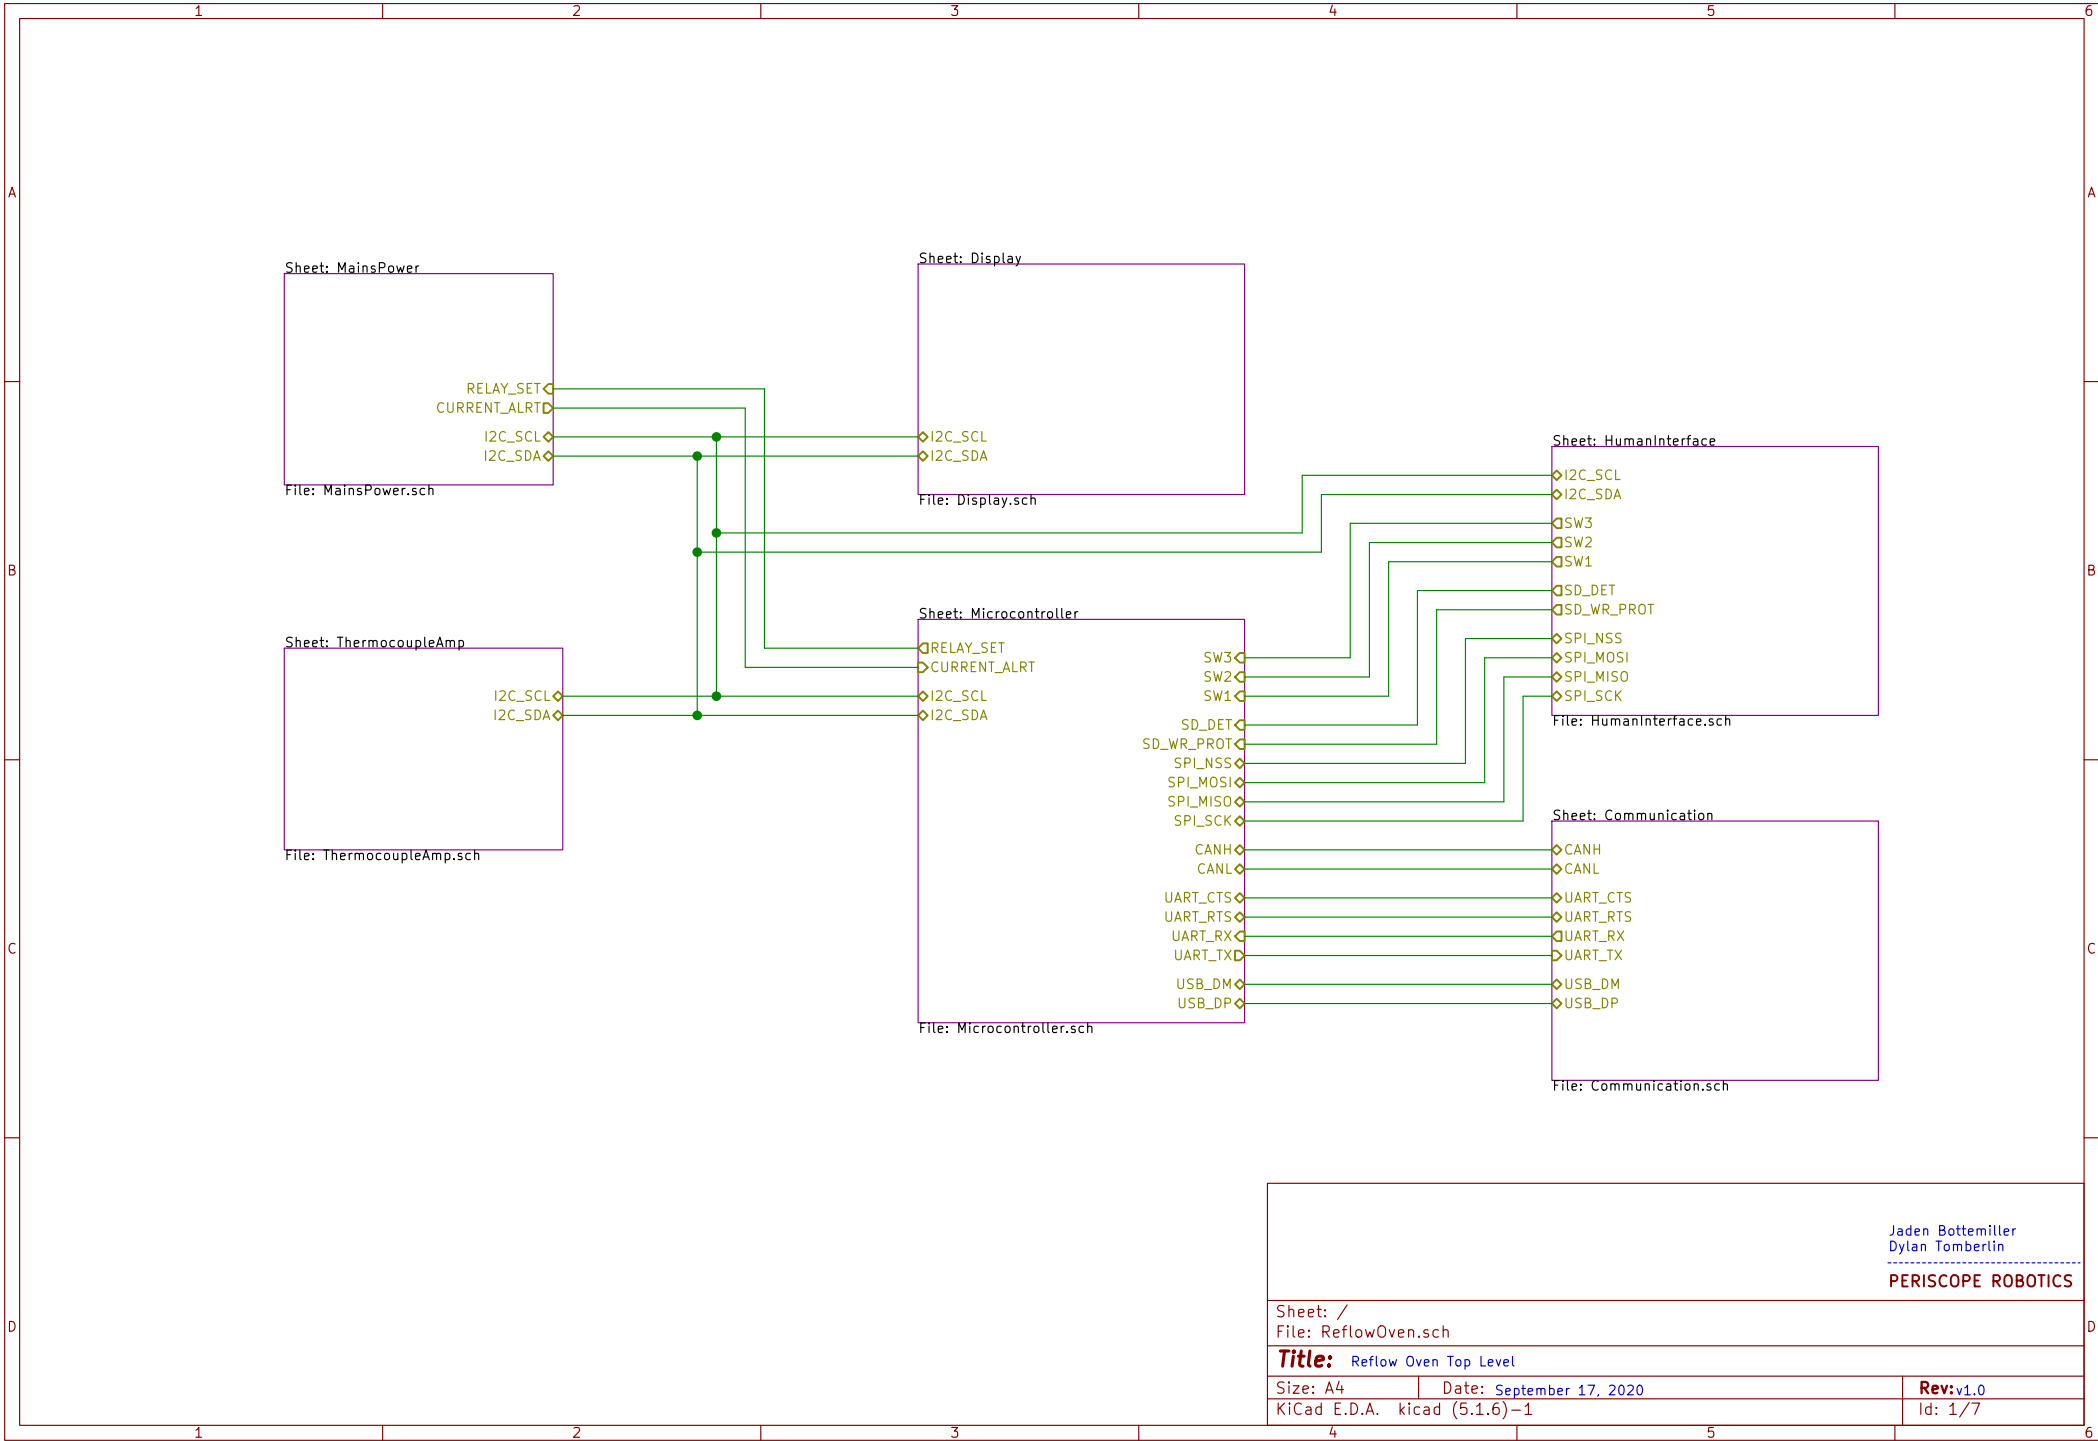 1 2 3 4 5 6
A A
B B
C C
D D
Sheet: MainsPower
RELAY_SET
CURRENT_ALRT
I2C_SCL
I2C_SDA
File: MainsPower.sch
Sheet: Display
I2C_SCL
I2C_SDA
File: Display.sch
Sheet: HumanInterface
I2C_SCL
I2C_SDA
SW3
SW2
SW1
SD_DET
SD_WR_PROT
SPI_NSS
SPI_MOSI
SPI_MISO
SPI_SCK
File: HumanInterface.sch
Sheet: ThermocoupleAmp
I2C_SCL
I2C_SDA
File: ThermocoupleAmp.sch
Sheet: Microcontroller
RELAY_SET
CURRENT_ALRT
I2C_SCL
I2C_SDA
SW3
SW2
SW1
SD_DET
SD_WR_PROT
SPI_NSS
SPI_MOSI
SPI_MISO
SPI_SCK
CANH
CANL
UART_CTS
UART_RTS
UART_RX
UART_TX
USB_DM
USB_DP
File: Microcontroller.sch
Sheet: Communication
CANH
CANL
UART_CTS
UART_RTS
UART_RX
UART_TX
USB_DM
USB_DP
File: Communication.sch
Jaden Bottemiller
Dylan Tomberlin
PERISCOPE ROBOTICS
Sheet: /
File: ReflowOven.sch
Title: Reflow Oven Top Level
Size: A4 Date: September 17, 2020 Rev: v1.0
KiCad E.D.A. kicad (5.1.6)-1 Id: 1/7
1 2 3 4 5 6